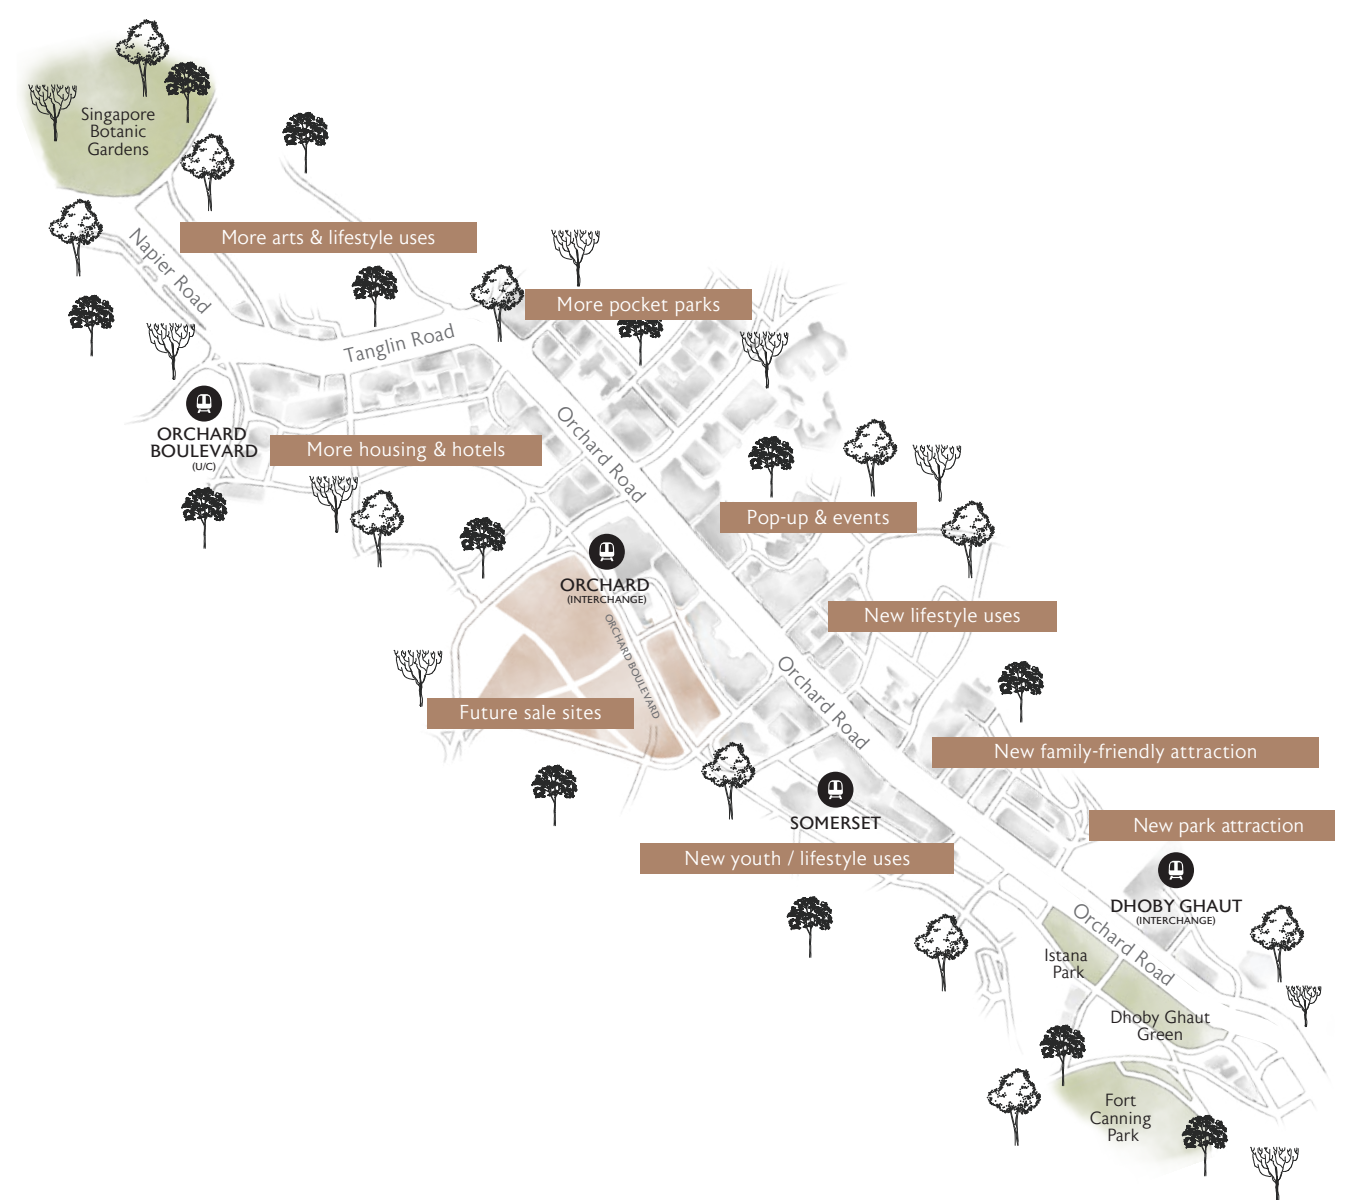 Singapore
Botanic
Gardens
More arts & lifestyle uses
Napier Road
More pocket parks
Tanglin Road
ORCHARD
BOULEVARD
(U/C)
More housing & hotels
Orchard Road
Pop-up & events
ORCHARD
(INTERCHANGE)
New lifestyle uses
ORCHARD BOULEVARD
Future sale sites
Orchard Road
New family-friendly attraction
SOMERSET
New park attraction
New youth / lifestyle uses
DHOBY GHAUT
(INTERCHANGE)
Orchard Road
Istana
Park
Dhoby Ghaut
Green
Fort
Canning
Park